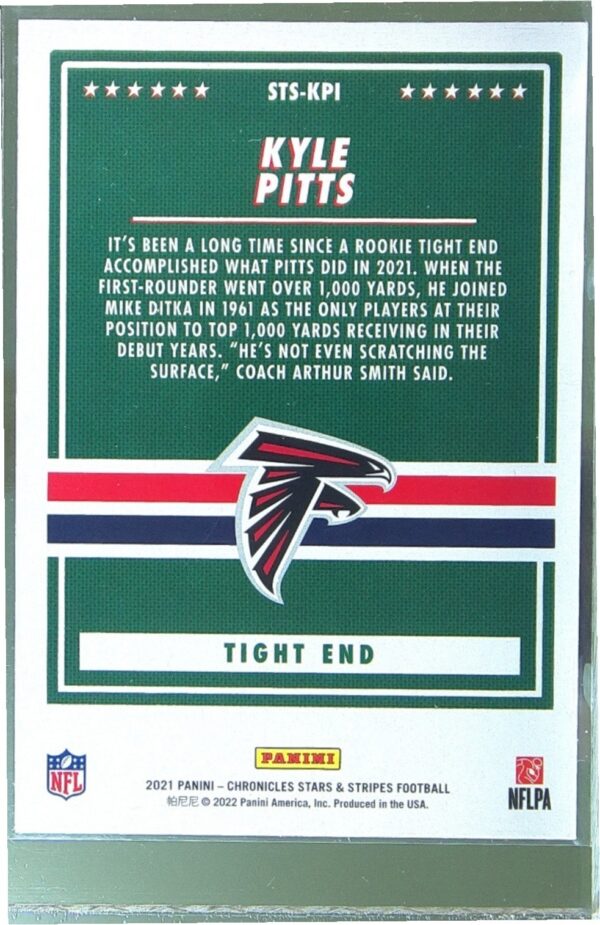 ★★★★★★ STS-KPI ★★★★★★
KYLE
PITTS
IT'S BEEN A LONG TIME SINCE A ROOKIE TIGHT END
ACCOMPLISHED WHAT PITTS DID IN 2021. WHEN THE
FIRST-ROUNDER WENT OVER 1,000 YARDS, HE JOINED
MIKE DITKA IN 1961 AS THE ONLY PLAYERS AT THEIR
POSITION TO TOP 1,000 YARDS RECEIVING IN THEIR
DEBUT YEARS. "HE'S NOT EVEN SCRATCHING THE
SURFACE," COACH ARTHUR SMITH SAID.
TIGHT END
PANINI
NFL
2021 PANINI – CHRONICLES STARS & STRIPES FOOTBALL
帕尼尼 © 2022 Panini America, Inc. Produced in the USA.
NFLPA